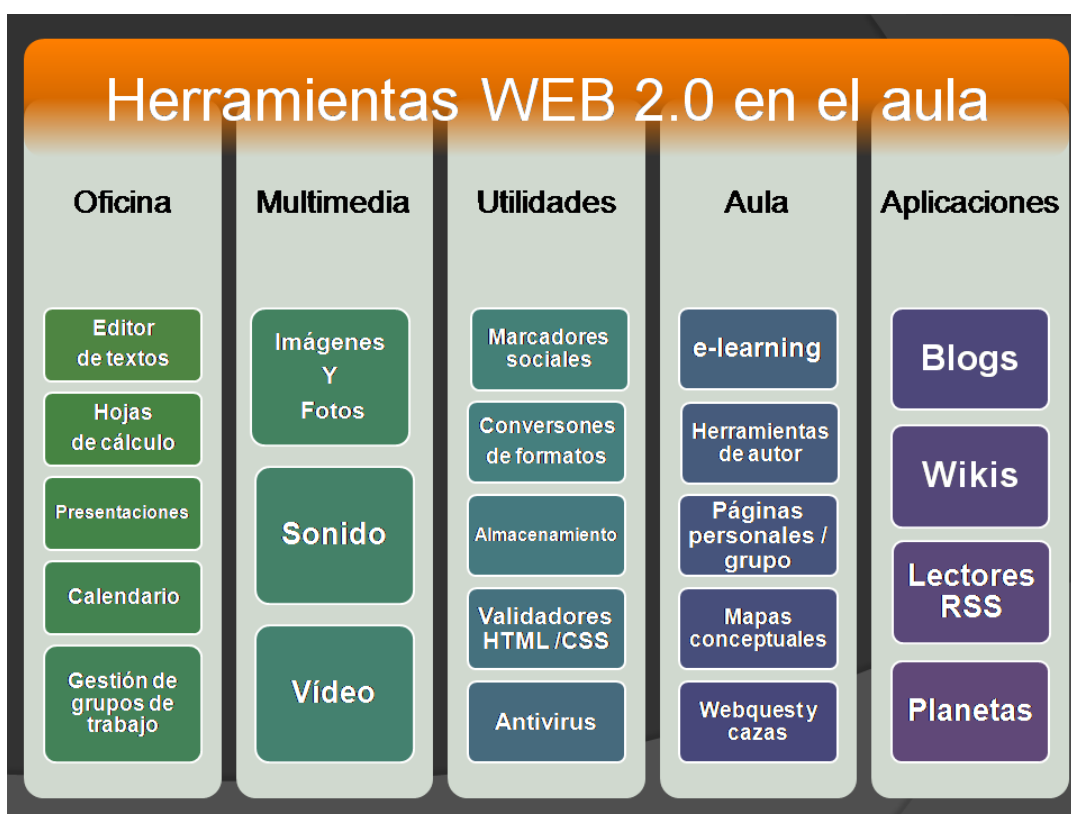 Herramientas WEB 2.0 en el aula
Oficina
Editor
de textos
Hojas
de cálculo
Presentaciones
Calendario
Gestión de
grupos de
trabajo
Multimedia
Imágenes
Y
Fotos
Sonido
Vídeo
Utilidades
Marcadores
sociales
Conversones
de formatos
Almacenamiento
Validadores
HTML /CSS
Antivirus
Aula
e-learning
Herramientas
de autor
Páginas
personales /
grupo
Mapas
conceptuales
Webquest y
cazas
Aplicaciones
Blogs
Wikis
Lectores
RSS
Planetas